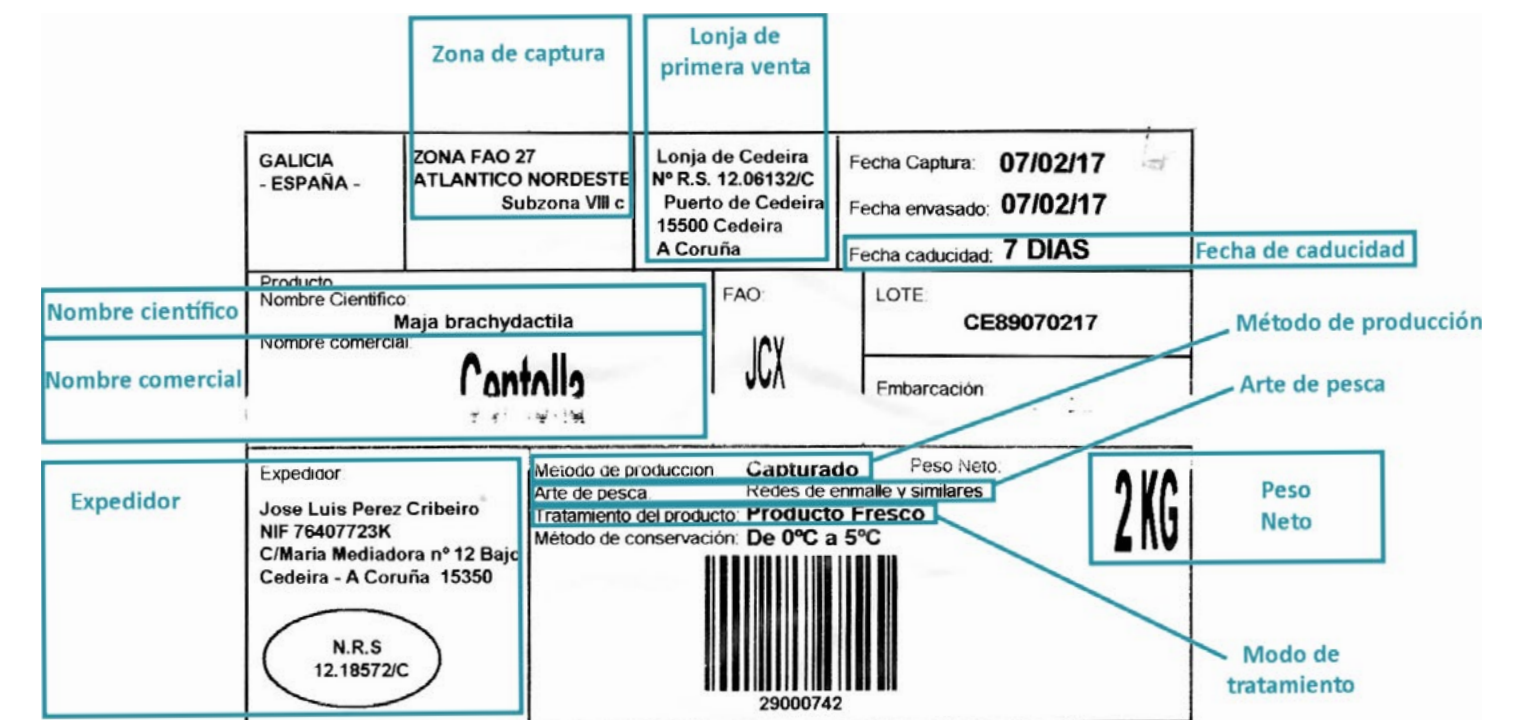 Zona de captura
Lonja de
primera venta
GALICIA
- ESPAÑA -
ZONA FAO 27
ATLANTICO NORDESTE
Subzona VIII c
Lonja de Cedeira
Nº R.S. 12.06132/C
Puerto de Cedeira
15500 Cedeira
A Coruña
Fecha Captura: 07/02/17
Fecha envasado: 07/02/17
Fecha caducidad: 7 DIAS
Fecha de caducidad
Producto
Nombre Cientifico:
Maja brachydactila
Nombre científico
Nombre comercial:
Nombre comercial
FAO:
JCX
LOTE:
CE89070217
Embarcación:
Método de producción
Arte de pesca
Expedidor
Expedidor:
Jose Luis Perez Cribeiro
NIF 76407723K
C/Maria Mediadora nº 12 Bajo
Cedeira - A Coruña 15350
N.R.S
12.18572/C
Metodo de produccion Capturado
Peso Neto:
2 KG
Arte de pesca Redes de enmalle y similares
Tratamiento del producto: Producto Fresco
Método de conservación: De 0ºC a 5ºC
29000742
Peso
Neto
Modo de
tratamiento